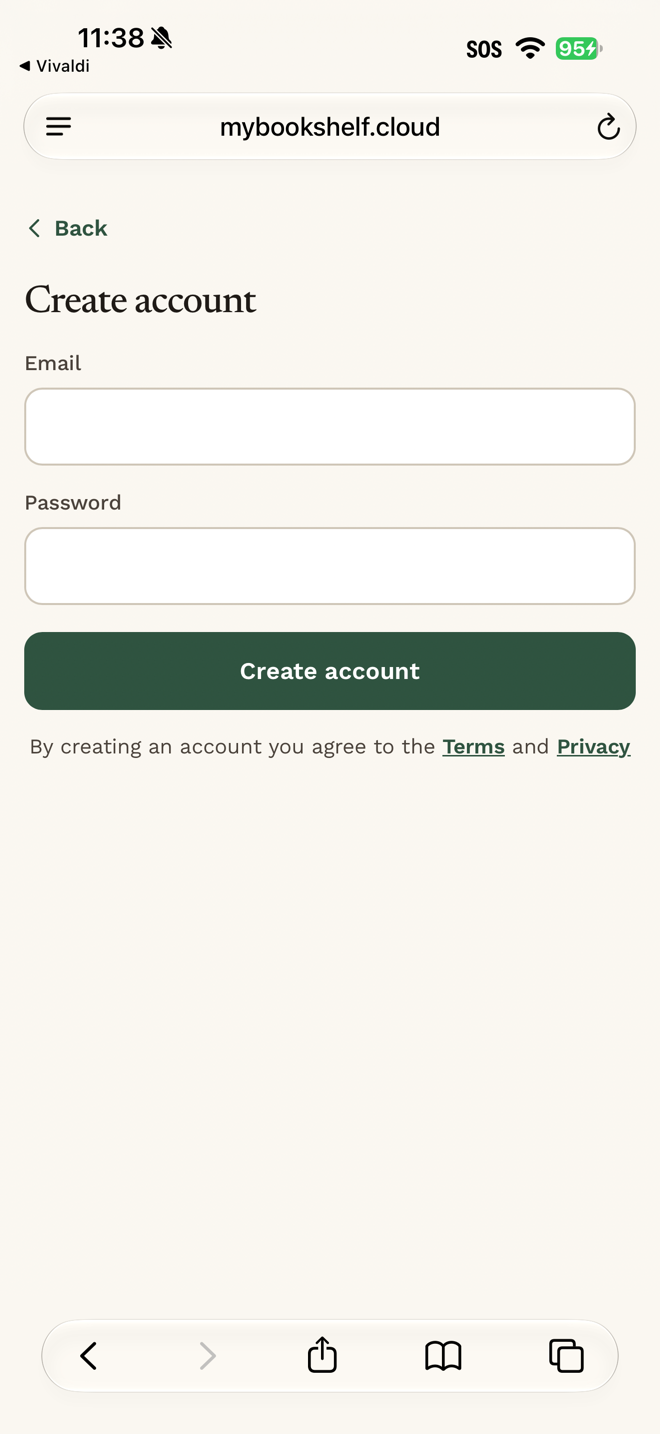 11:38
SOS
95
◀ Vivaldi
mybookshelf.cloud
Back
Create account
Email
Password
Create account
By creating an account you agree to the Terms and Privacy